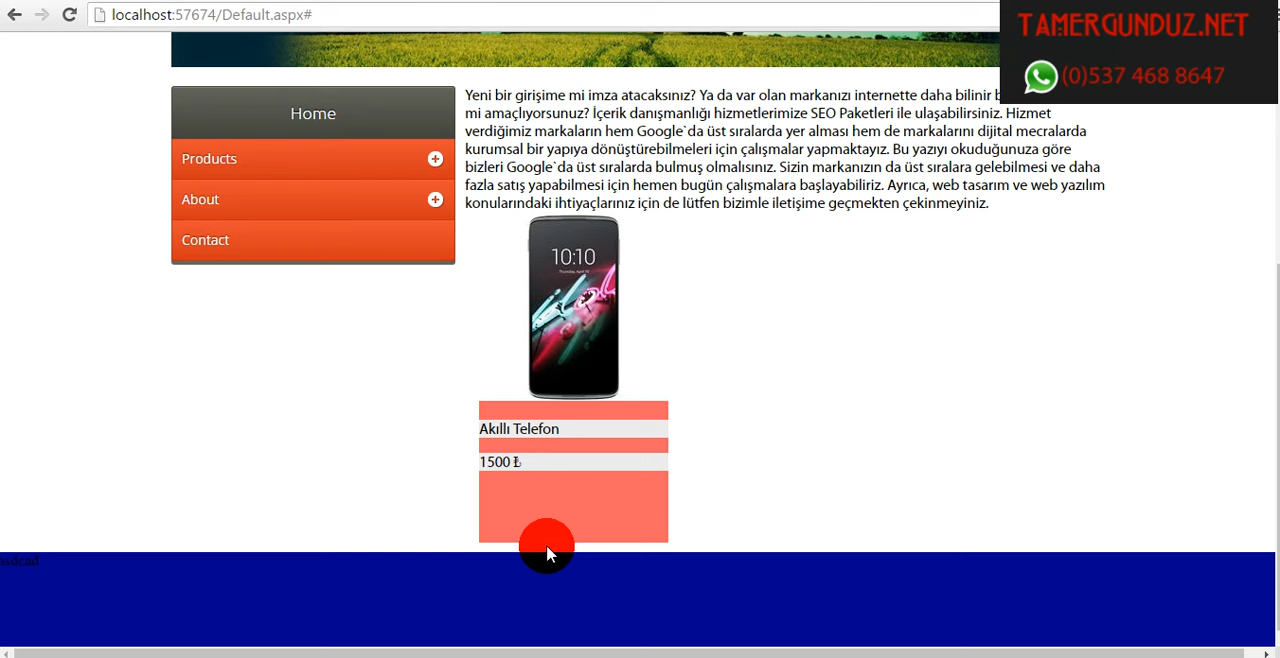 localhost:57674/Default.aspx#
TAMERGUNDUZ.NET
(0)537 468 8647
Home
Products
About
Contact
Yeni bir girişime mi imza atacaksınız? Ya da var olan markanızı internette daha bilinir
mi amaçlıyorsunuz? İçerik danışmanlığı hizmetlerimize SEO Paketleri ile ulaşabilirsiniz. Hizmet
verdiğimiz markaların hem Google`da üst sıralarda yer alması hem de markalarını dijital mecralarda
kurumsal bir yapıya dönüştürebilmeleri için çalışmalar yapmaktayız. Bu yazıyı okuduğunuza göre
bizleri Google`da üst sıralarda bulmuş olmalısınız. Sizin markanızın da üst sıralara gelebilmesi ve daha
fazla satış yapabilmesi için hemen bugün çalışmalara başlayabiliriz. Ayrıca, web tasarım ve web yazılım
konularındaki ihtiyaçlarınız için de lütfen bizimle iletişime geçmekten çekinmeyiniz.
10:10
Akıllı Telefon
1500 ₺